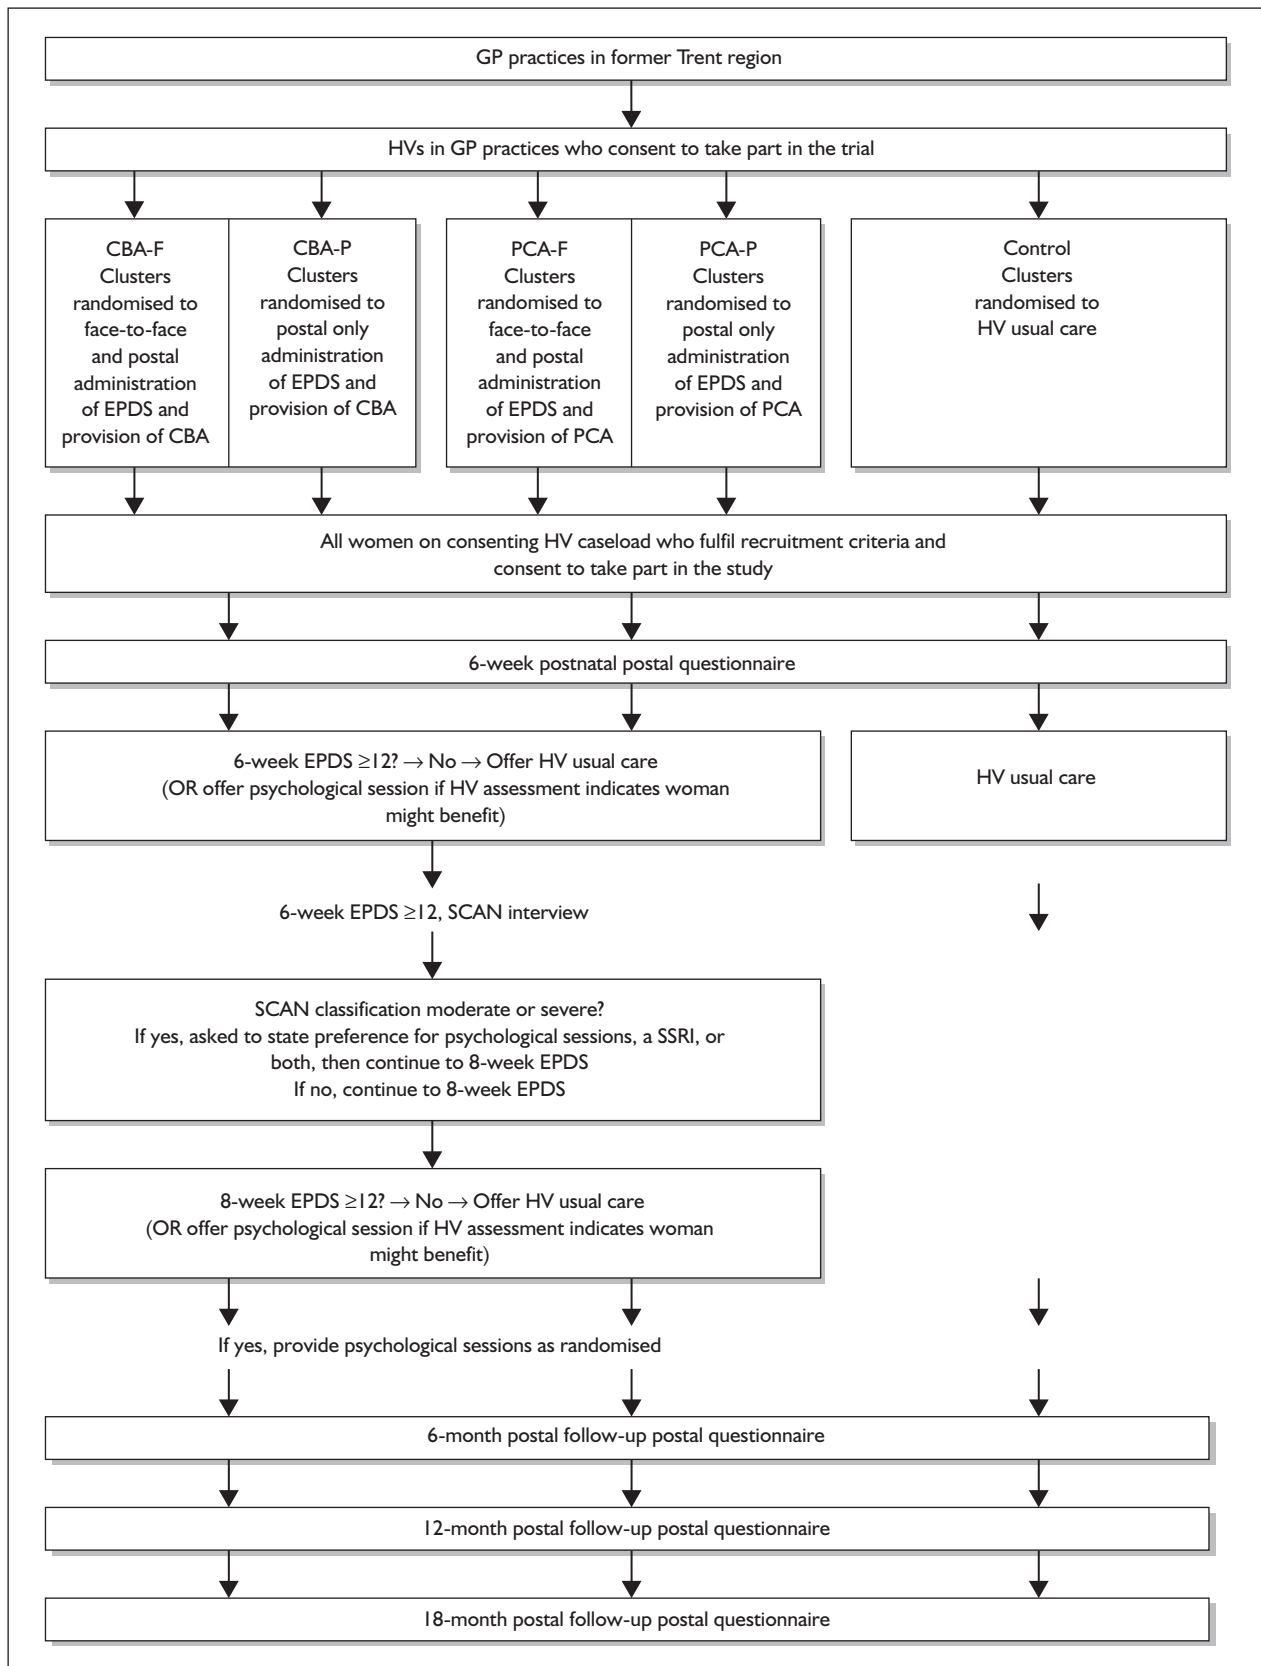 GP practices in former Trent region
HVs in GP practices who consent to take part in the trial
CBA-F
Clusters
randomised to
face-to-face
and postal
administration
of EPDS and
provision of CBA
CBA-P
Clusters
randomised to
postal only
administration
of EPDS and
provision of CBA
PCA-F
Clusters
randomised to
face-to-face
and postal
administration
of EPDS and
provision of PCA
PCA-P
Clusters
randomised to
postal only
administration
of EPDS and
provision of PCA
Control
Clusters
randomised to
HV usual care
All women on consenting HV caseload who fulfil recruitment criteria and
consent to take part in the study
6-week postnatal postal questionnaire
6-week EPDS ≥12? → No → Offer HV usual care
(OR offer psychological session if HV assessment indicates woman
might benefit)
HV usual care
6-week EPDS ≥12, SCAN interview
SCAN classification moderate or severe?
If yes, asked to state preference for psychological sessions, a SSRI, or
both, then continue to 8-week EPDS
If no, continue to 8-week EPDS
8-week EPDS ≥12? → No → Offer HV usual care
(OR offer psychological session if HV assessment indicates woman
might benefit)
If yes, provide psychological sessions as randomised
6-month postal follow-up postal questionnaire
12-month postal follow-up postal questionnaire
18-month postal follow-up postal questionnaire